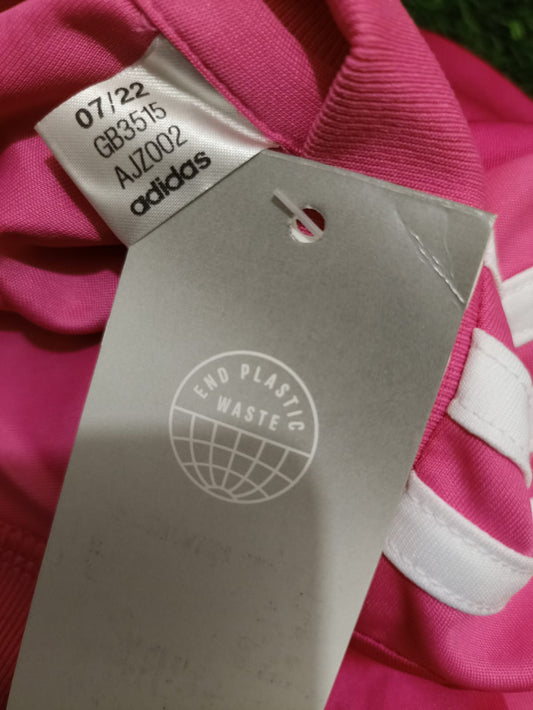 07/22
GB3515
AJZ002
adidas
END PLASTIC
WASTE